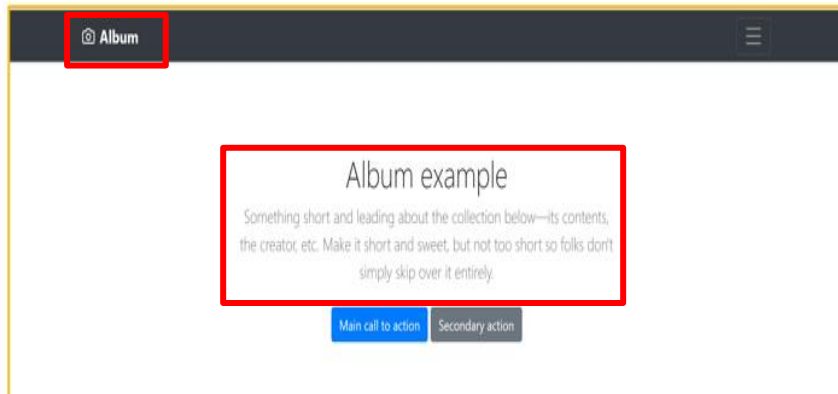 Album
Album example
Something short and leading about the collection below—its contents,
the creator, etc. Make it short and sweet, but not too short so folks don't
simply skip over it entirely.
Main call to action Secondary action